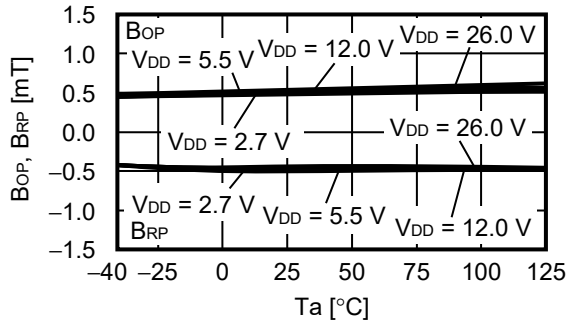 1.5
1.0
0.5
0.0
−0.5
−1.0
−1.5
BOP, BRP [mT]
BOP
VDD = 5.5 V
VDD = 12.0 V
VDD = 26.0 V
VDD = 2.7 V
VDD = 26.0 V
VDD = 2.7 V
VDD = 5.5 V
VDD = 12.0 V
BRP
−40 −25 0 25 50 75 100 125
Ta [°C]